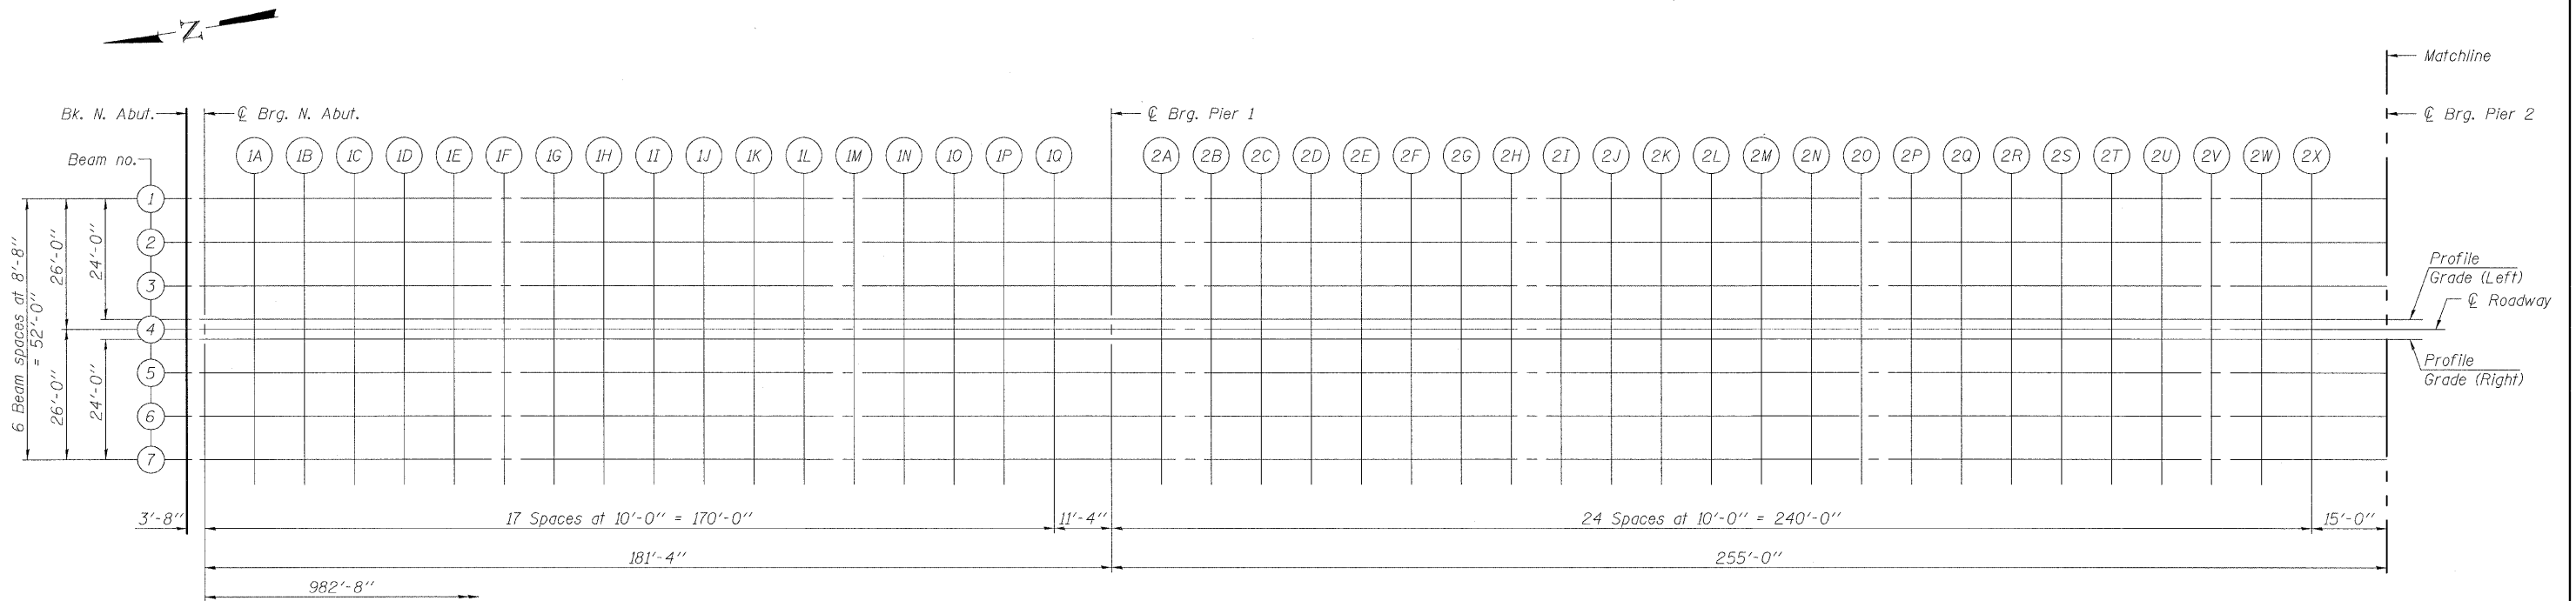 Z
Matchline
Bk. N. Abut.
℄ Brg. N. Abut.
℄ Brg. Pier 1
℄ Brg. Pier 2
Beam no.
1A 1B 1C 1D 1E 1F 1G 1H 1I 1J 1K 1L 1M 1N 1O 1P 1Q 2A 2B 2C 2D 2E 2F 2G 2H 2I 2J 2K 2L 2M 2N 2O 2P 2Q 2R 2S 2T 2U 2V 2W 2X
1
2
3
4
5
6
7
6 Beam spaces at 8'-8"
= 52'-0"
26'-0"
24'-0"
26'-0"
24'-0"
Profile
Grade (Left)
℄ Roadway
Profile
Grade (Right)
3'-8"
17 Spaces at 10'-0" = 170'-0"
11'-4"
24 Spaces at 10'-0" = 240'-0"
15'-0"
181'-4"
255'-0"
982'-8"